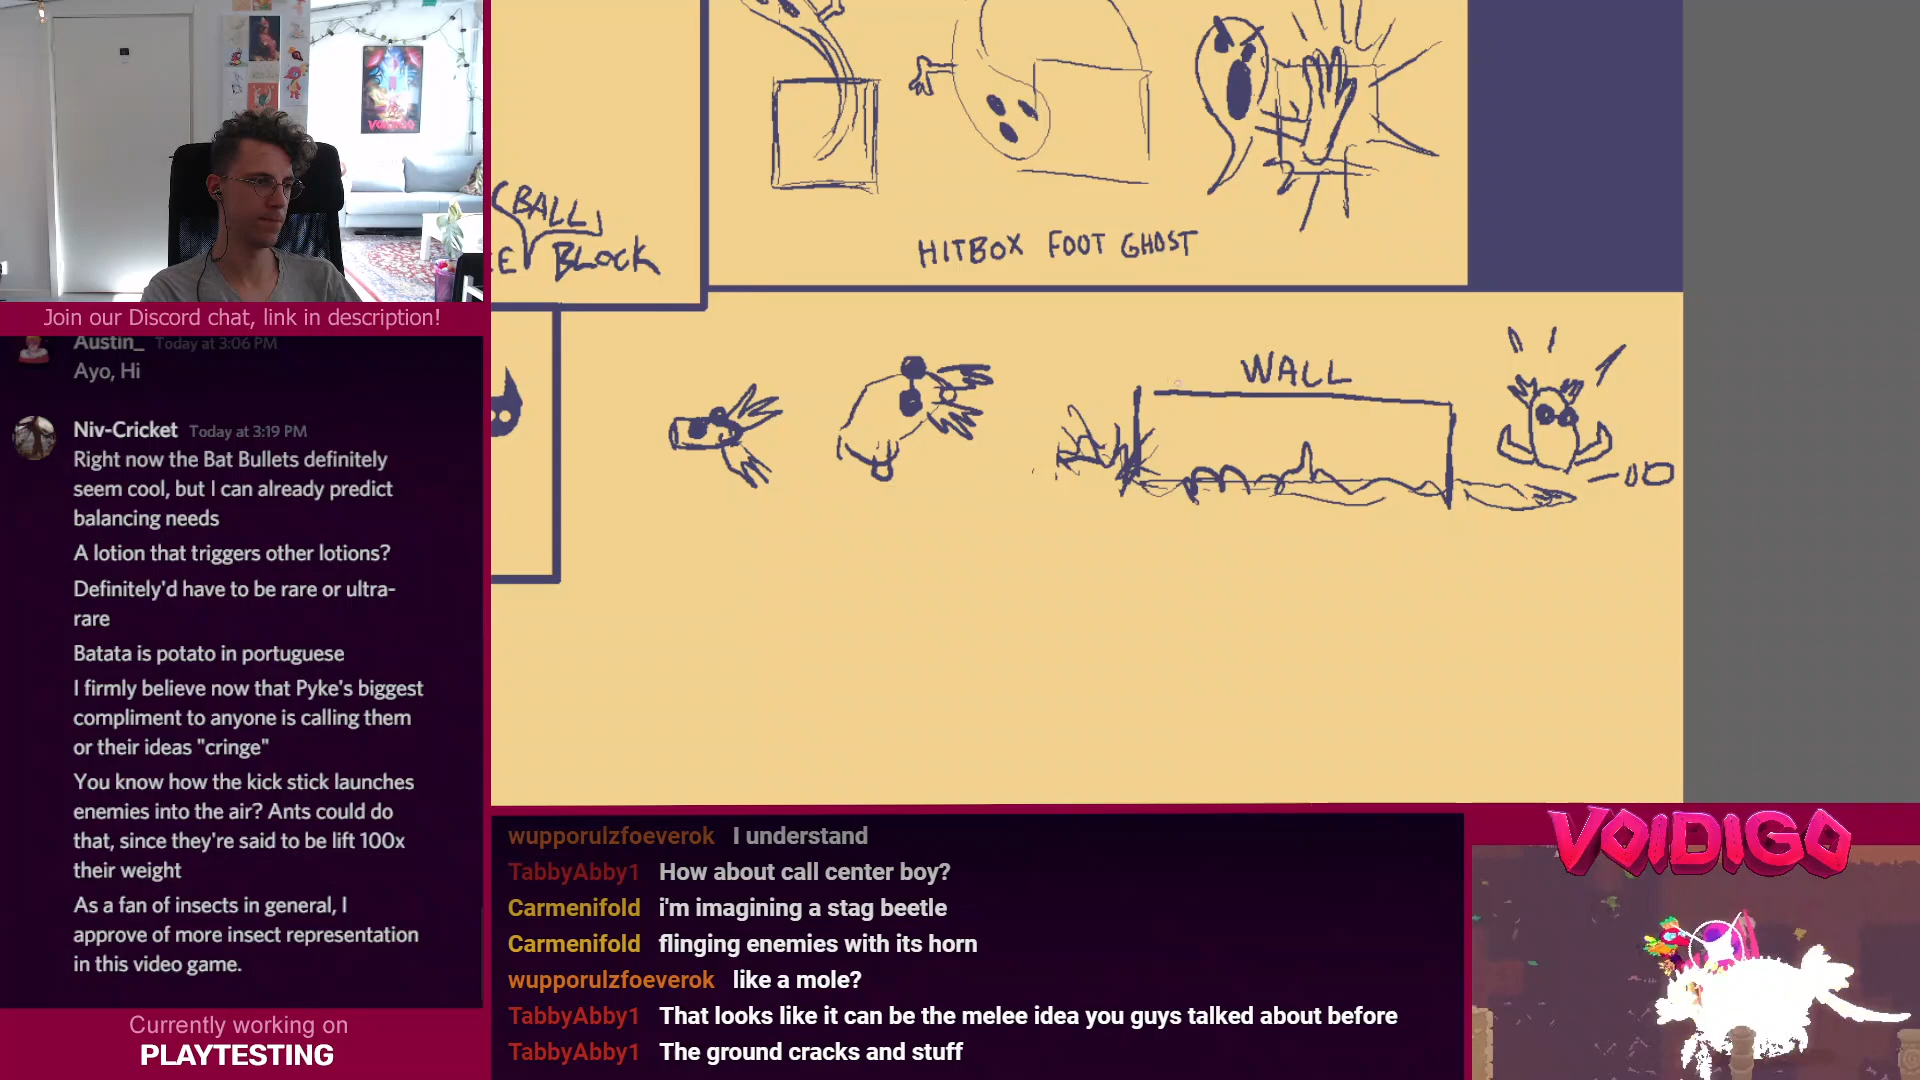 VOIDIGO
Join our Discord chat, link in description!
Austin_ Today at 3:06 PM
Ayo, Hi
Niv-Cricket Today at 3:19 PM
Right now the Bat Bullets definitely
seem cool, but I can already predict
balancing needs
A lotion that triggers other lotions?
Definitely'd have to be rare or ultra-
rare
Batata is potato in portuguese
I firmly believe now that Pyke's biggest
compliment to anyone is calling them
or their ideas "cringe"
You know how the kick stick launches
enemies into the air? Ants could do
that, since they're said to be lift 100x
their weight
As a fan of insects in general, I
approve of more insect representation
in this video game.
Currently working on
PLAYTESTING
BALL
BLOCK
HITBOX FOOT GHOST
WALL
wupporulzfoeverok I understand
TabbyAbby1 How about call center boy?
Carmenifold i'm imagining a stag beetle
Carmenifold flinging enemies with its horn
wupporulzfoeverok like a mole?
TabbyAbby1 That looks like it can be the melee idea you guys talked about before
TabbyAbby1 The ground cracks and stuff
VOIDIGO